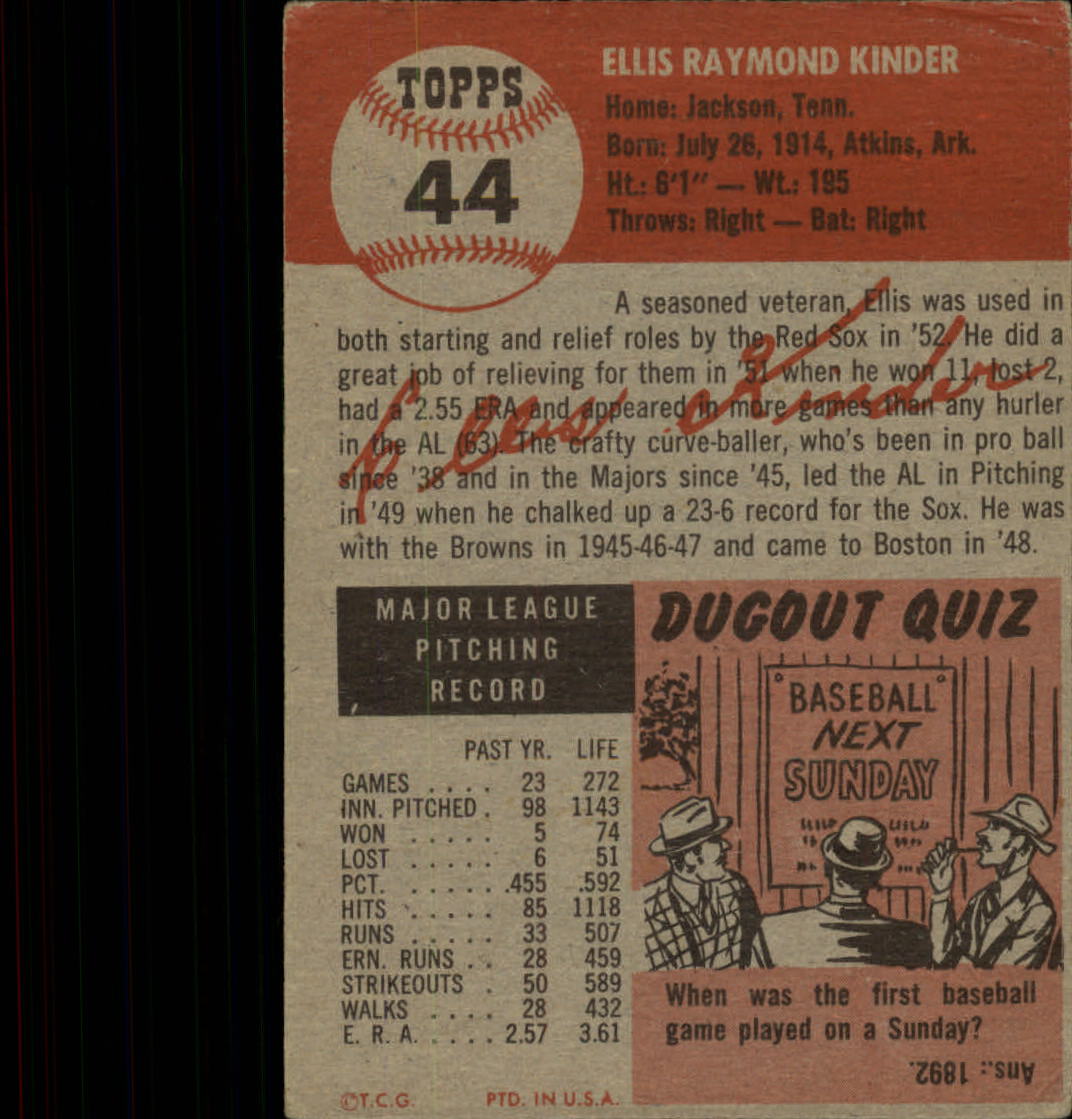 TOPPS
44
ELLIS RAYMOND KINDER
Home: Jackson, Tenn.
Born: July 26, 1914, Atkins, Ark.
Ht.: 6'1" — Wt.: 195
Throws: Right — Bat: Right
A seasoned veteran, Ellis was used in
both starting and relief roles by the Red Sox in '52. He did a
great job of relieving for them in '51 when he won 11, lost 2,
had a 2.55 ERA and appeared in more games than any hurler
in the AL (63). The crafty curve-baller, who's been in pro ball
since '38 and in the Majors since '45, led the AL in Pitching
in '49 when he chalked up a 23-6 record for the Sox. He was
with the Browns in 1945-46-47 and came to Boston in '48.
Ellis Kinder
MAJOR LEAGUE
PITCHING
RECORD
PAST YR. LIFE
GAMES . . . . 23 272
INN. PITCHED . 98 1143
WON . . . . . 5 74
LOST . . . . . 6 51
PCT. . . . . . .455 .592
HITS . . . . . 85 1118
RUNS . . . . . 33 507
ERN. RUNS . . 28 459
STRIKEOUTS . 50 589
WALKS . . . . 28 432
E. R. A. . . . . 2.57 3.61
DUGOUT QUIZ
BASEBALL
NEXT
SUNDAY
When was the first baseball
game played on a Sunday?
Ans.: 1892.
©T.C.G. PTD. IN U.S.A.